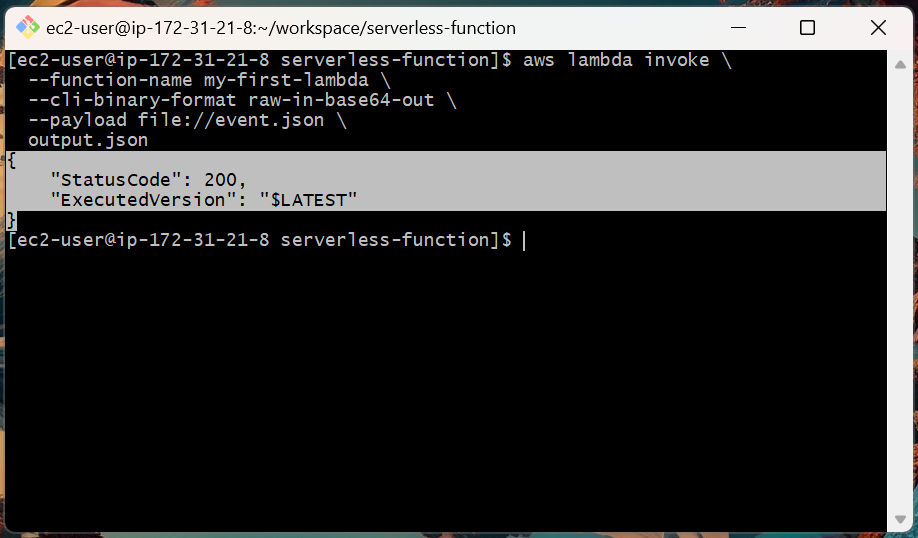 ec2-user@ip-172-31-21-8:~/workspace/serverless-function
[ec2-user@ip-172-31-21-8 serverless-function]$ aws lambda invoke \
  --function-name my-first-lambda \
  --cli-binary-format raw-in-base64-out \
  --payload file://event.json \
  output.json
{
    "StatusCode": 200,
    "ExecutedVersion": "$LATEST"
}
[ec2-user@ip-172-31-21-8 serverless-function]$